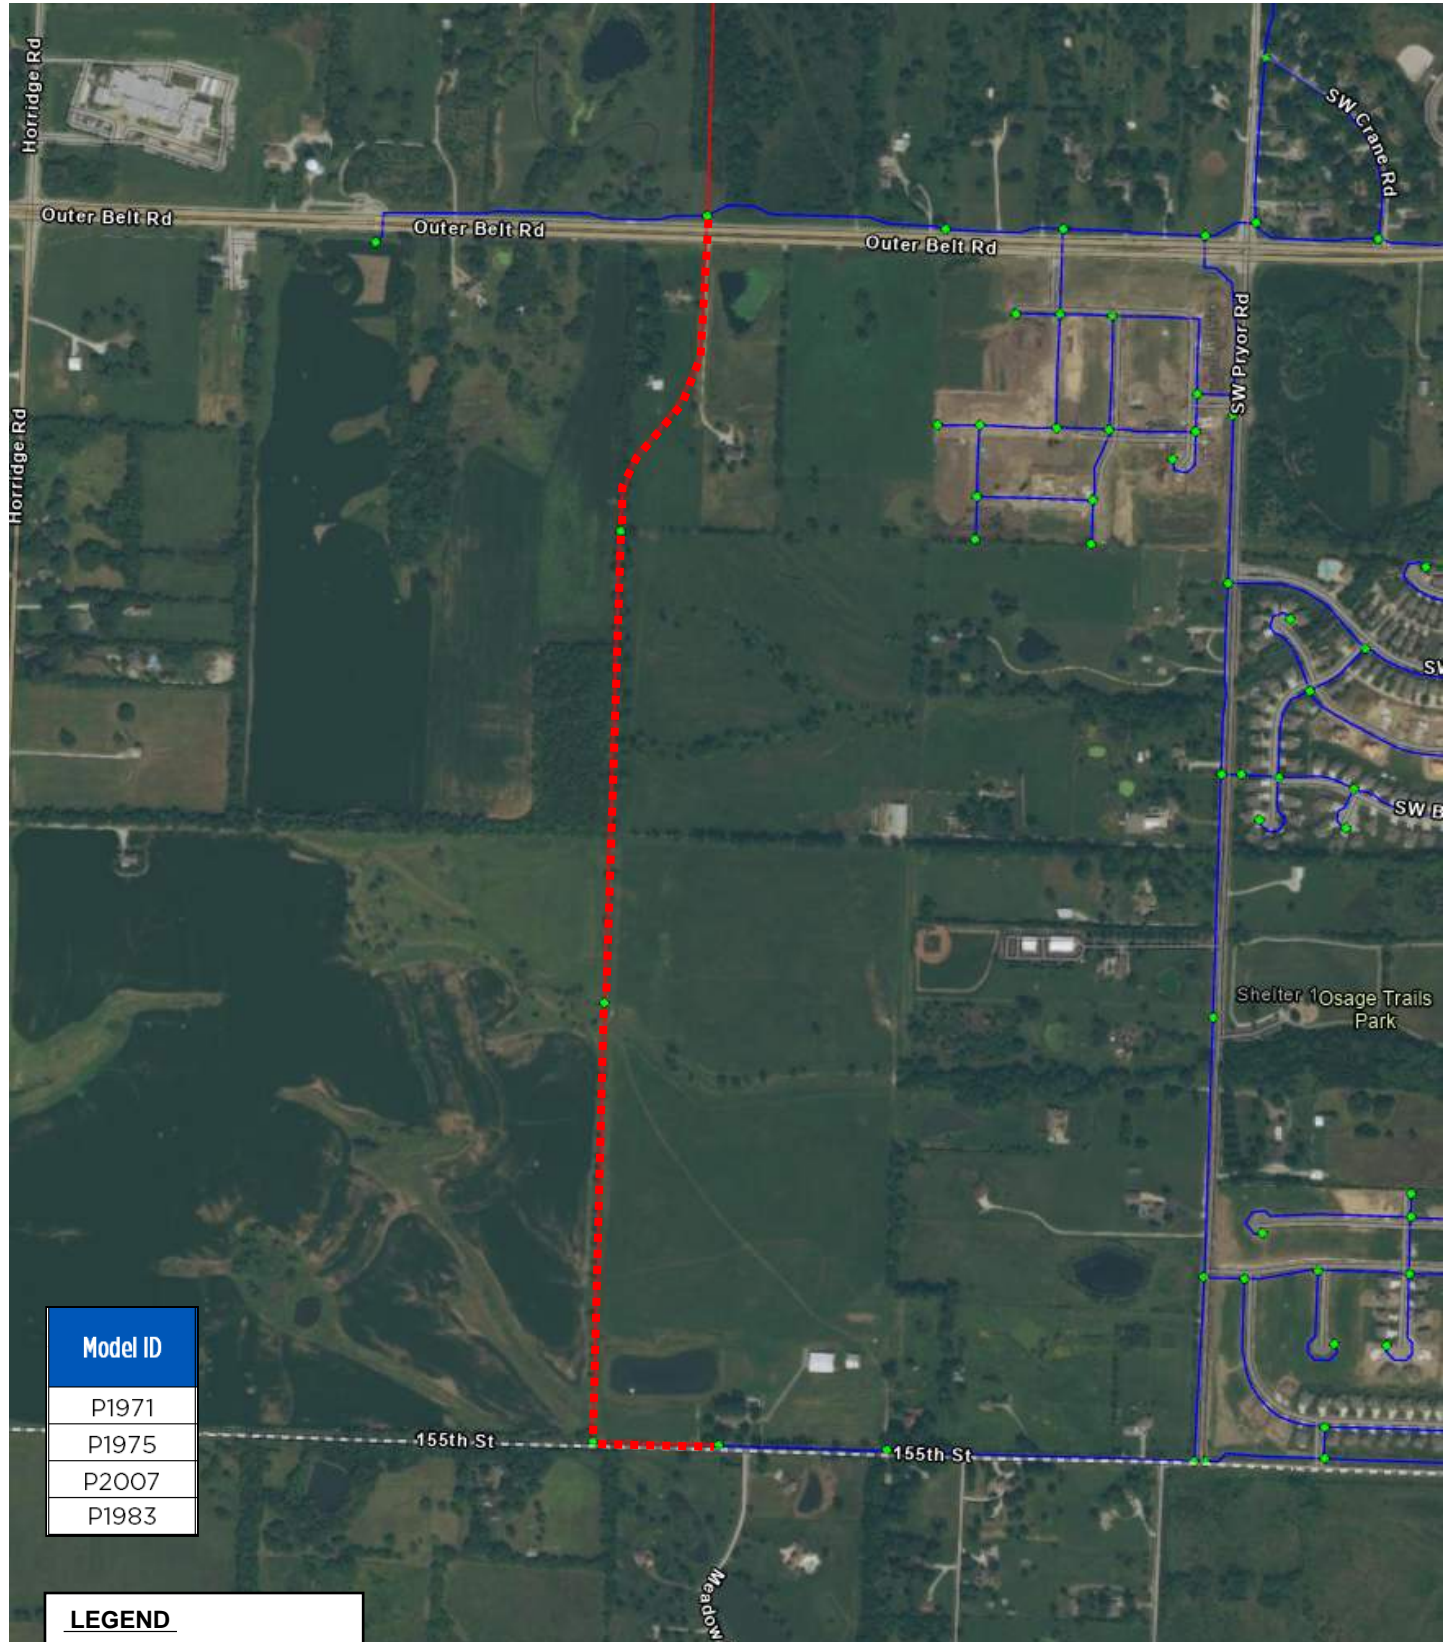 Horridge Rd
SW Crane Rd
Outer Belt Rd
Outer Belt Rd
Outer Belt Rd
SW Pryor Rd
Horridge Rd
SW B
Shelter 1
Osage Trails
Park
Model ID
P1971
P1975
P2007
P1983
155th St
155th St
Meadow
LEGEND